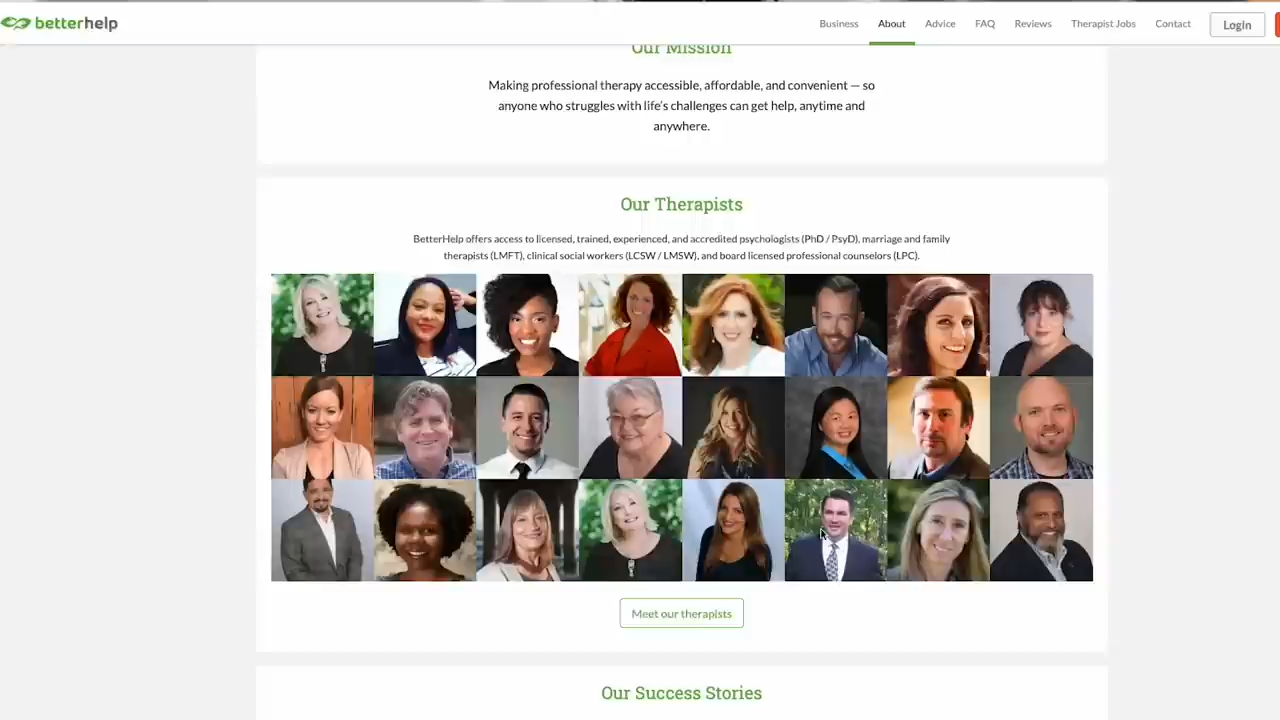 betterhelp
Business About Advice FAQ Reviews Therapist Jobs Contact Login
Our Mission
Making professional therapy accessible, affordable, and convenient — so
anyone who struggles with life's challenges can get help, anytime and
anywhere.
Our Therapists
BetterHelp offers access to licensed, trained, experienced, and accredited psychologists (PhD / PsyD), marriage and family
therapists (LMFT), clinical social workers (LCSW / LMSW), and board licensed professional counselors (LPC).
Meet our therapists
Our Success Stories